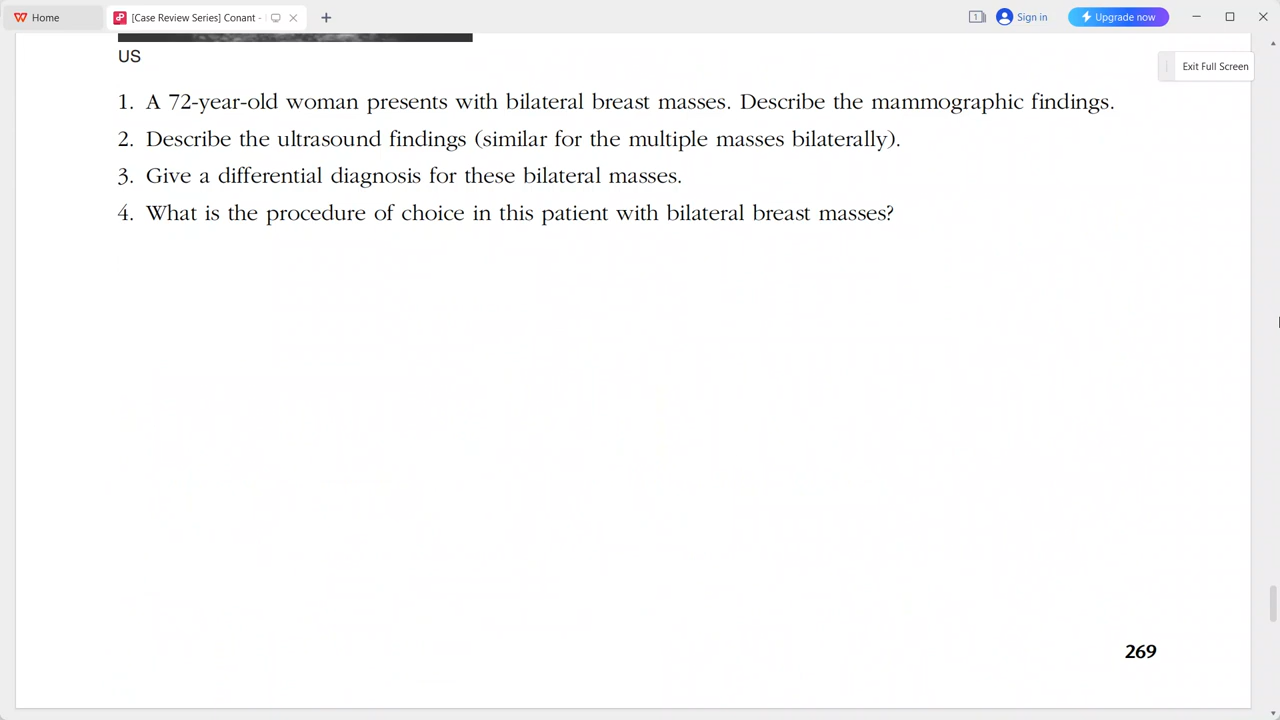 Home
[Case Review Series] Conant -
1
Sign in
Upgrade now
US
Exit Full Screen
1. A 72-year-old woman presents with bilateral breast masses. Describe the mammographic findings.
2. Describe the ultrasound findings (similar for the multiple masses bilaterally).
3. Give a differential diagnosis for these bilateral masses.
4. What is the procedure of choice in this patient with bilateral breast masses?
269